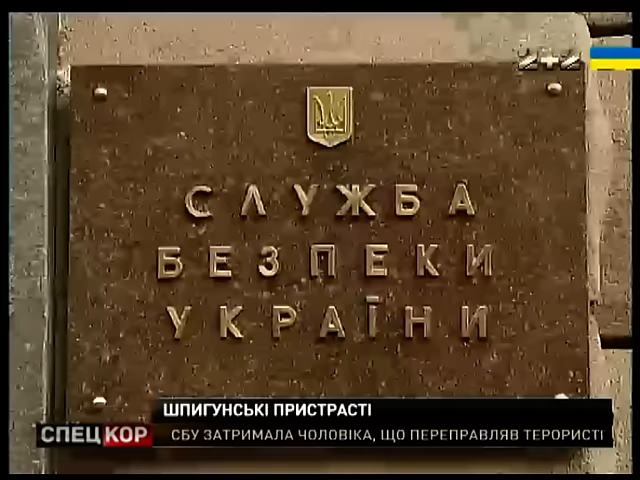 2+2
СЛУЖБА
БЕЗПЕКИ
УКРАЇНИ
ШПИГУНСЬКІ ПРИСТРАСТІ
СПЕЦКОР
СБУ ЗАТРИМАЛА ЧОЛОВІКА, ЩО ПЕРЕПРАВЛЯВ ТЕРОРИСТІ